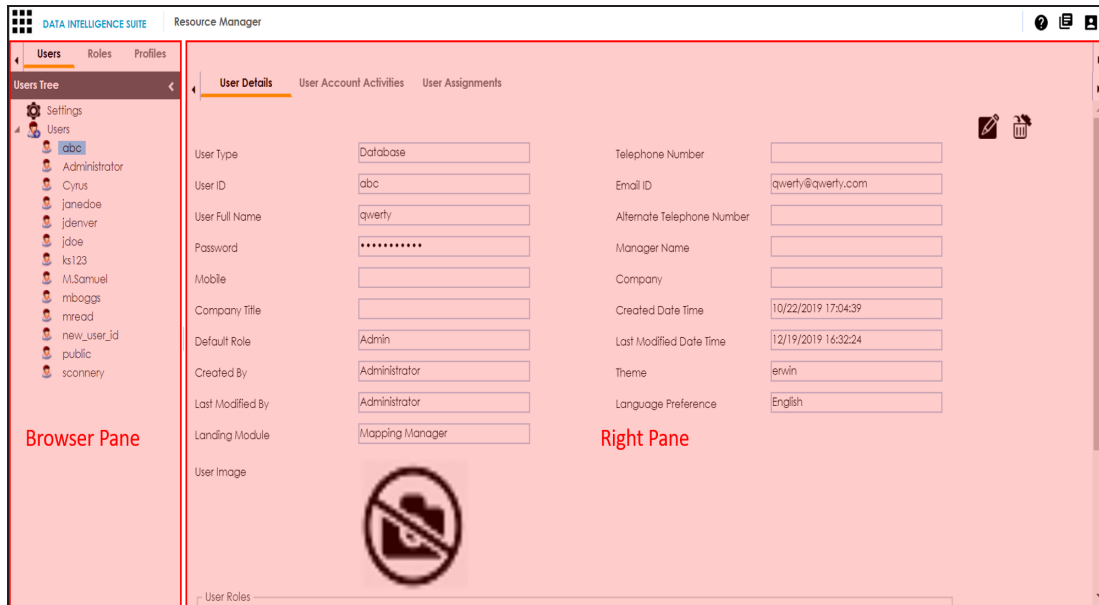 DATA INTELLIGENCE SUITE Resource Manager
Users Roles Profiles
Users Tree
Settings
Users
abc
Administrator
Cyrus
janedoe
jdenver
jdoe
ks123
M.Samuel
mboggs
mread
new_user_id
public
sconnery
Browser Pane
User Details User Account Activities User Assignments
User Type Database Telephone Number
User ID abc Email ID qwerty@qwerty.com
User Full Name qwerty Alternate Telephone Number
Password ••••••••••• Manager Name
Mobile Company
Company Title Created Date Time 10/22/2019 17:04:39
Default Role Admin Last Modified Date Time 12/19/2019 16:32:24
Created By Administrator Theme erwin
Last Modified By Administrator Language Preference English
Landing Module Mapping Manager
Right Pane
User Image
User Roles